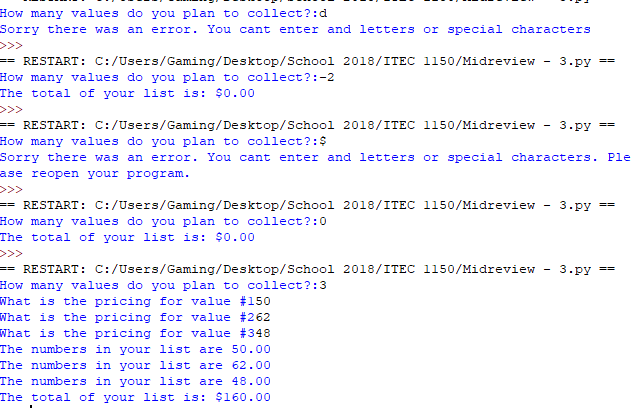 How many values do you plan to collect?:d
Sorry there was an error. You cant enter and letters or special characters
>>>
== RESTART: C:/Users/Gaming/Desktop/School 2018/ITEC 1150/Midreview - 3.py ==
How many values do you plan to collect?:-2
The total of your list is: $0.00
>>>
== RESTART: C:/Users/Gaming/Desktop/School 2018/ITEC 1150/Midreview - 3.py ==
How many values do you plan to collect?:$
Sorry there was an error. You cant enter and letters or special characters. Ple
ase reopen your program.
>>>
== RESTART: C:/Users/Gaming/Desktop/School 2018/ITEC 1150/Midreview - 3.py ==
How many values do you plan to collect?:0
The total of your list is: $0.00
>>>
== RESTART: C:/Users/Gaming/Desktop/School 2018/ITEC 1150/Midreview - 3.py ==
How many values do you plan to collect?:3
What is the pricing for value #150
What is the pricing for value #262
What is the pricing for value #348
The numbers in your list are 50.00
The numbers in your list are 62.00
The numbers in your list are 48.00
The total of your list is: $160.00